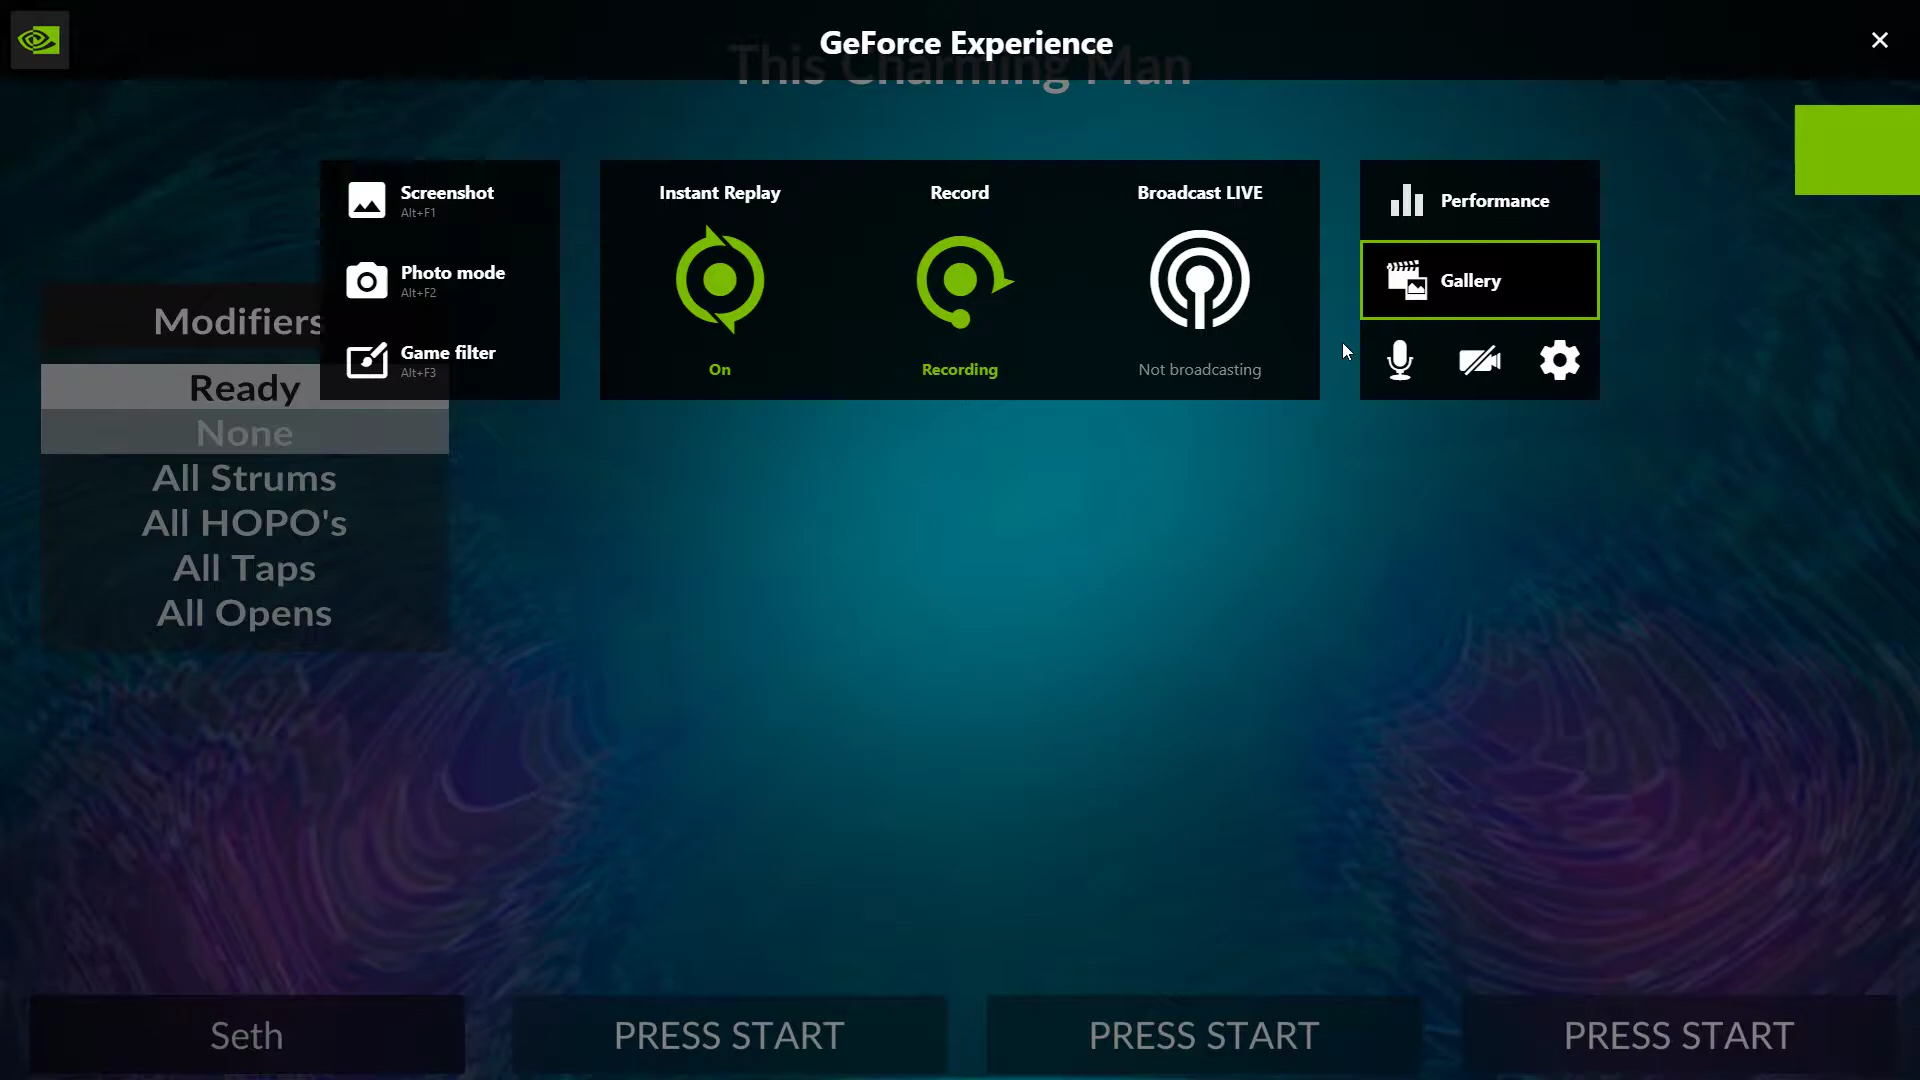 GeForce Experience
This Charming Man
Screenshot
Alt+F1
Photo mode
Alt+F2
Game filter
Alt+F3
Instant Replay
On
Record
Recording
Broadcast LIVE
Not broadcasting
Performance
Gallery
Modifiers
Ready
None
All Strums
All HOPO's
All Taps
All Opens
Seth
PRESS START
PRESS START
PRESS START